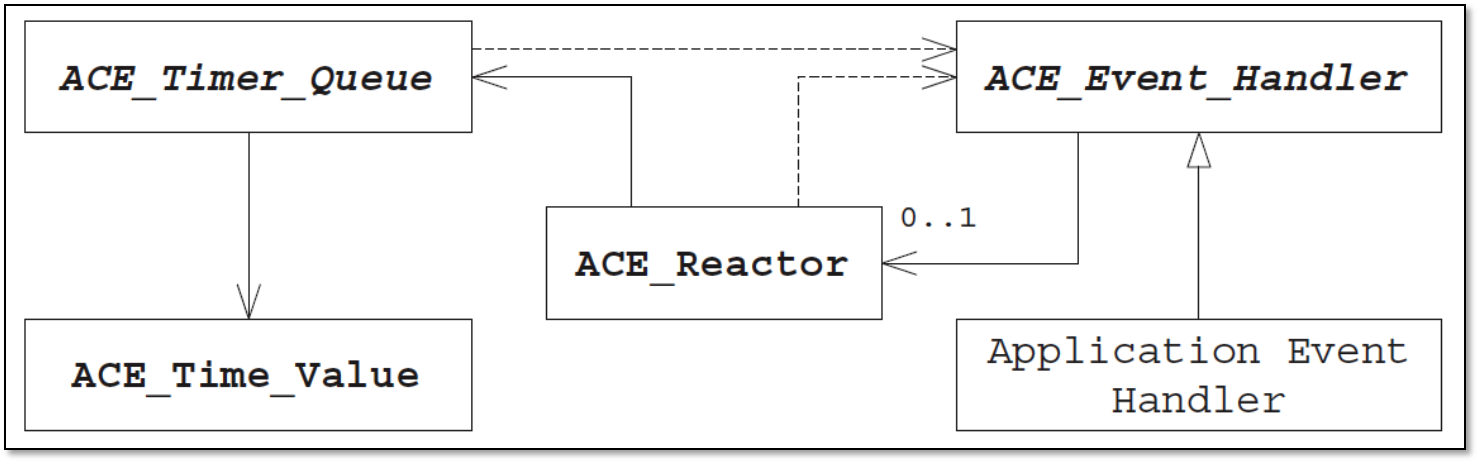 ACE_Timer_Queue
ACE_Event_Handler
0..1
ACE_Reactor
ACE_Time_Value
Application Event
Handler